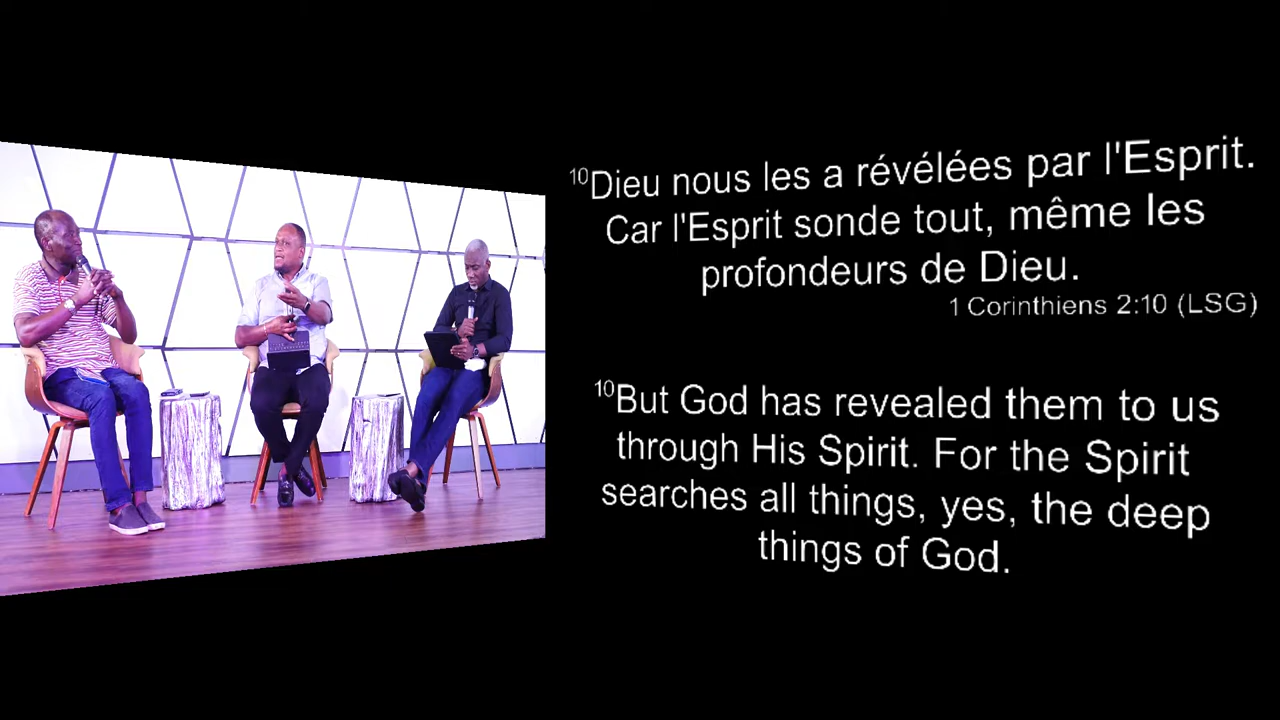 10Dieu nous les a révélées par l'Esprit.
Car l'Esprit sonde tout, même les
profondeurs de Dieu.
1 Corinthiens 2:10 (LSG)
10But God has revealed them to us
through His Spirit. For the Spirit
searches all things, yes, the deep
things of God.